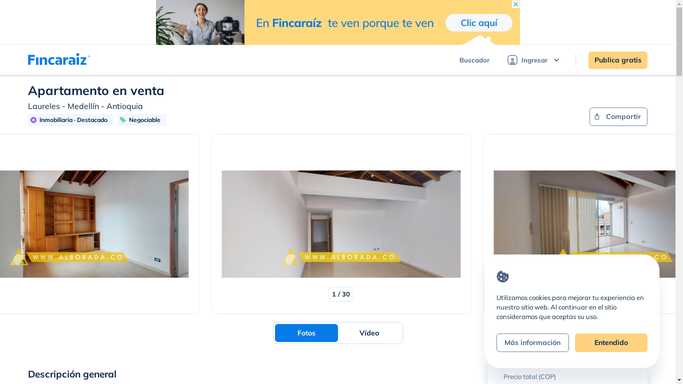 En Fincaraíz te ven porque te ven
Clic aquí
Fincaraíz
Buscador
Ingresar
Publica gratis
Apartamento en venta
Laureles - Medellín - Antioquia
Inmobiliaria · Destacado
Negociable
Compartir
WWW.ALBORADA.CO
WWW.ALBORADA.CO
WWW.ALBORADA.CO
1 / 30
Fotos
Vídeo
Utilizamos cookies para mejorar tu experiencia en
nuestro sitio web. Al continuar en el sitio
consideramos que aceptas su uso.
Más información
Entendido
Descripción general
Precio total (COP)